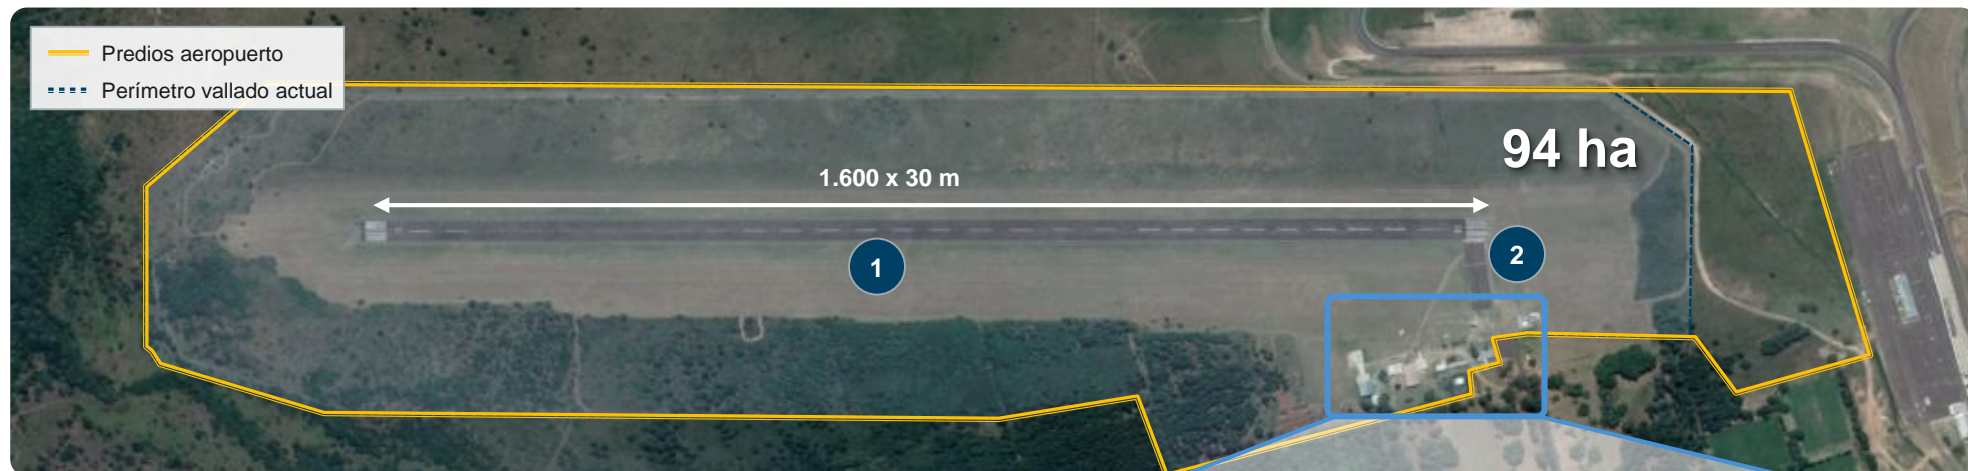 Predios aeropuerto
Perímetro vallado actual
94 ha
1.600 x 30 m
1
2